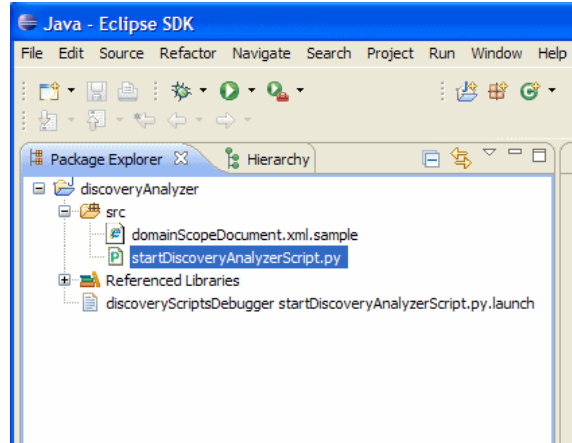 Java - Eclipse SDK
File Edit Source Refactor Navigate Search Project Run Window Help
Package Explorer Hierarchy
discoveryAnalyzer
src
domainScopeDocument.xml.sample
startDiscoveryAnalyzerScript.py
Referenced Libraries
discoveryScriptsDebugger startDiscoveryAnalyzerScript.py.launch